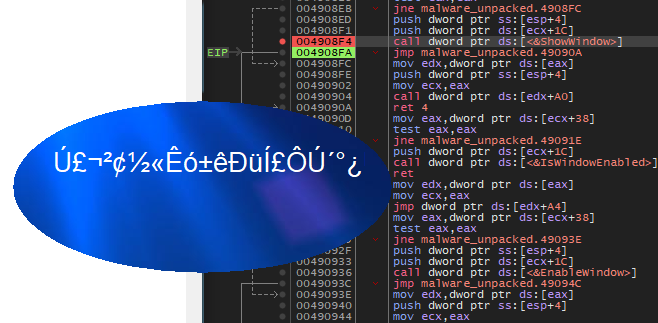 004908EB jne malware_unpacked.4908FC
004908ED push dword ptr ss:[esp+4]
004908F1 push dword ptr ds:[ecx+1C]
004908F4 call dword ptr ds:[<&ShowWindow>]
EIP 004908FA jmp malware_unpacked.49090A
004908FC mov edx,dword ptr ds:[eax]
004908FE push dword ptr ss:[esp+4]
00490902 mov ecx,eax
00490904 call dword ptr ds:[edx+A0]
0049090A ret 4
0049090D mov eax,dword ptr ds:[ecx+38]
test eax,eax
jne malware_unpacked.49091E
push dword ptr ds:[ecx+1C]
Ú£¬²¢½«Êó±êÐüÍ£ÔÚ´°¿
call dword ptr ds:[<&IsWindowEnabled>]
ret
mov edx,dword ptr ds:[eax]
mov ecx,eax
jmp dword ptr ds:[edx+A4]
mov eax,dword ptr ds:[ecx+38]
test eax,eax
jne malware_unpacked.49093E
push dword ptr ss:[esp+4]
00490933 push dword ptr ds:[ecx+1C]
00490936 call dword ptr ds:[<&EnableWindow>]
0049093C jmp malware_unpacked.49094C
0049093E mov edx,dword ptr ds:[eax]
00490940 push dword ptr ss:[esp+4]
00490944 mov ecx,eax